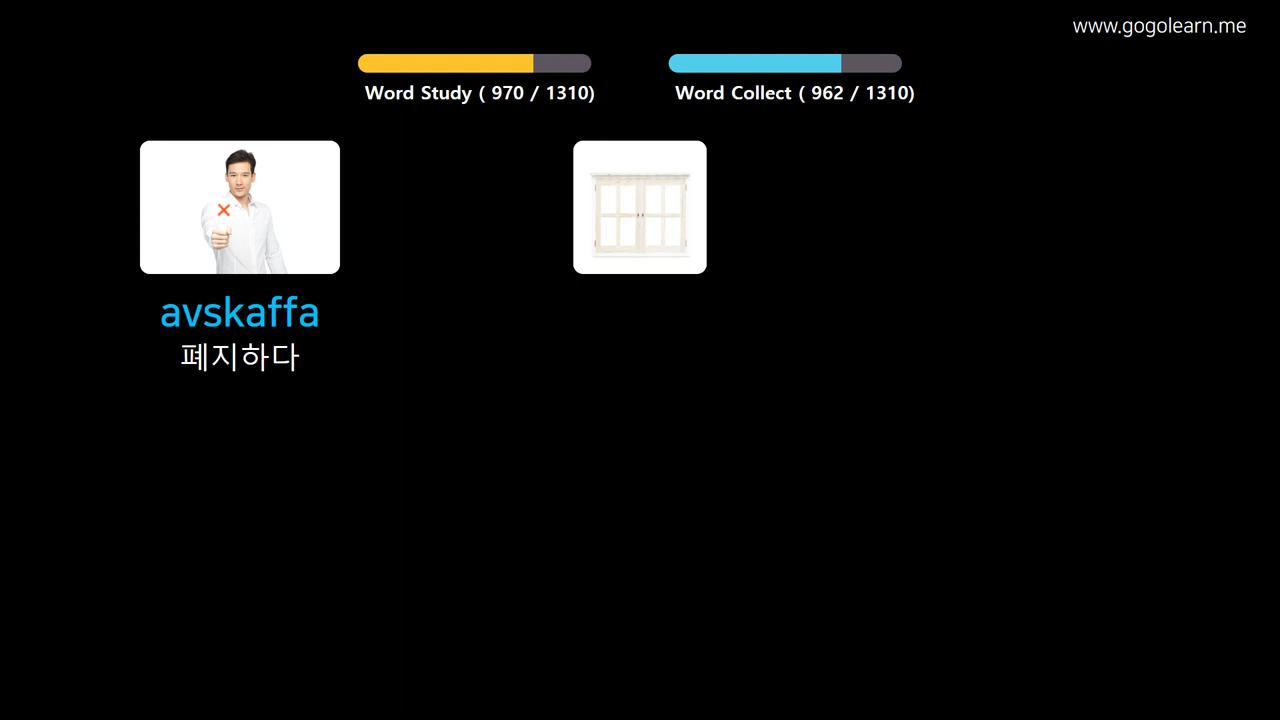 www.gogolearn.me
Word Study ( 970 / 1310)
Word Collect ( 962 / 1310)
avskaffa
폐지하다